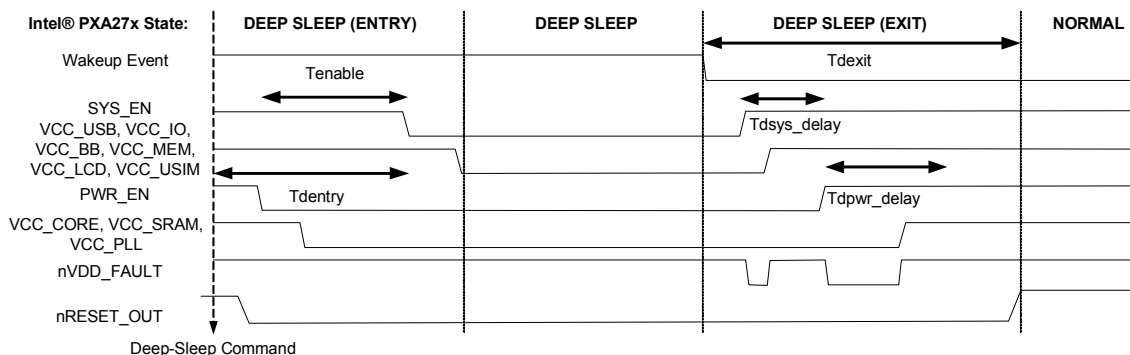 Intel® PXA27x State: DEEP SLEEP (ENTRY) DEEP SLEEP DEEP SLEEP (EXIT) NORMAL
Wakeup Event
Tdexit
Tenable
SYS_EN
Tdsys_delay
VCC_USB, VCC_IO,
VCC_BB, VCC_MEM,
VCC_LCD, VCC_USIM
PWR_EN
Tdentry
Tdpwr_delay
VCC_CORE, VCC_SRAM,
VCC_PLL
nVDD_FAULT
nRESET_OUT
Deep-Sleep Command